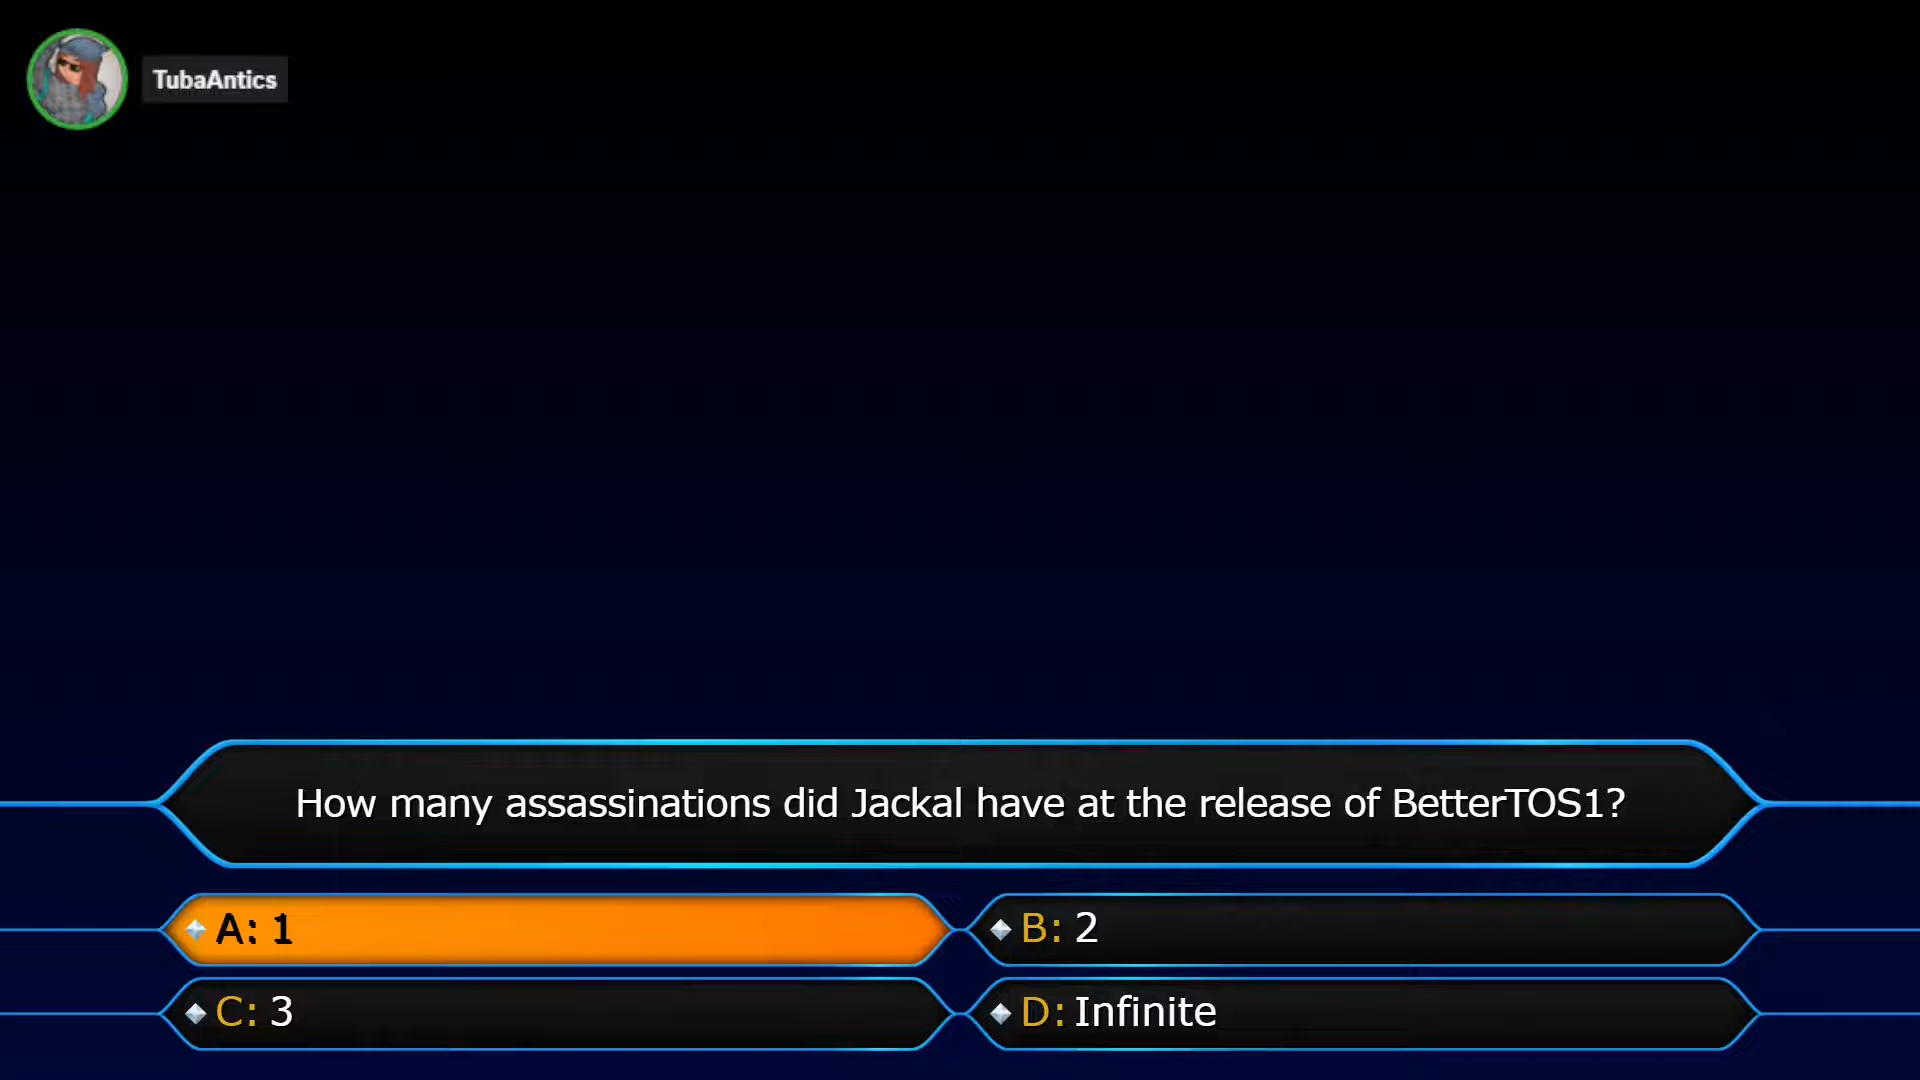 TubaAntics
How many assassinations did Jackal have at the release of BetterTOS1?
A: 1
B: 2
C: 3
D: Infinite